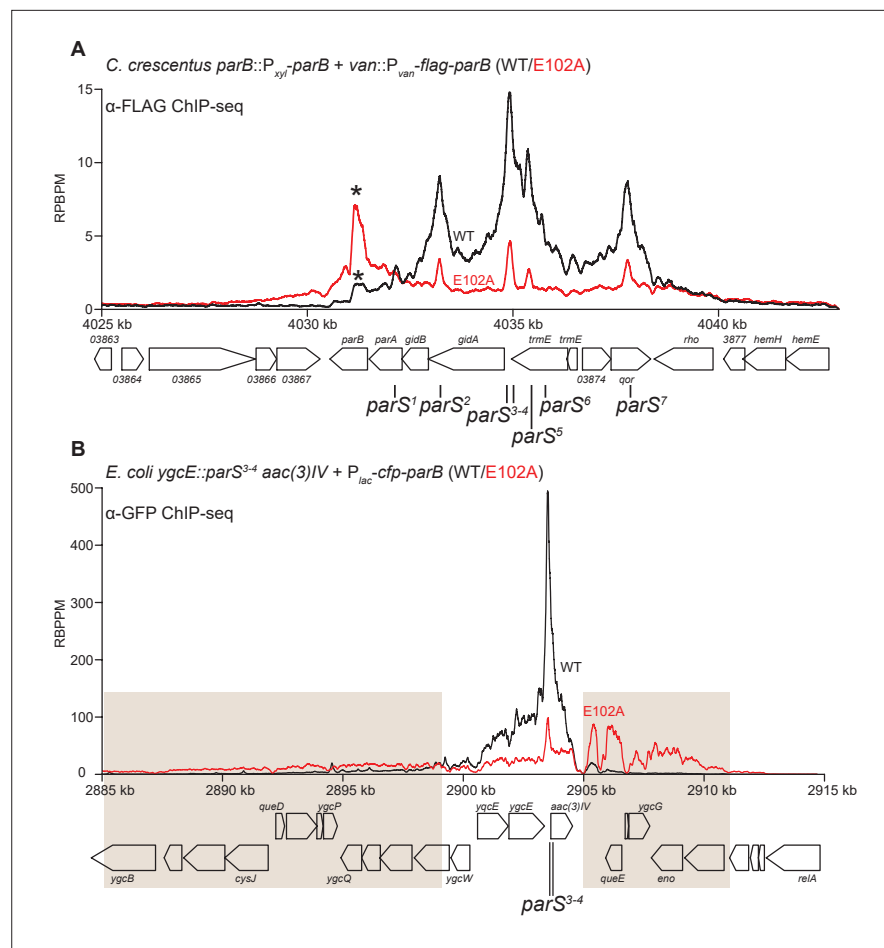 A
C. crescentus parB::Pxyl-parB + van::Pvan-flag-parB (WT/E102A)
α-FLAG ChIP-seq
15
10
5
0
RPBPM
*
*
WT
E102A
4025 kb
4030 kb
4035 kb
4040 kb
03863
parB
parA
gidB
gidA
trmE
trmE
rho
3877
hemH
hemE
03864
03865
03866
03867
03874
qor
parS1
parS2
parS3-4
parS5
parS6
parS7
B
E. coli ygcE::parS3-4 aac(3)IV + Plac-cfp-parB (WT/E102A)
α-GFP ChIP-seq
500
400
300
200
100
0
RBPPM
WT
E102A
2885 kb
2890 kb
2895 kb
2900 kb
2905 kb
2910 kb
2915 kb
queD
ygcP
yqcE
ygcE
aac(3)IV
ygcG
ygcB
cysJ
ygcQ
ygcW
queE
eno
relA
parS3-4